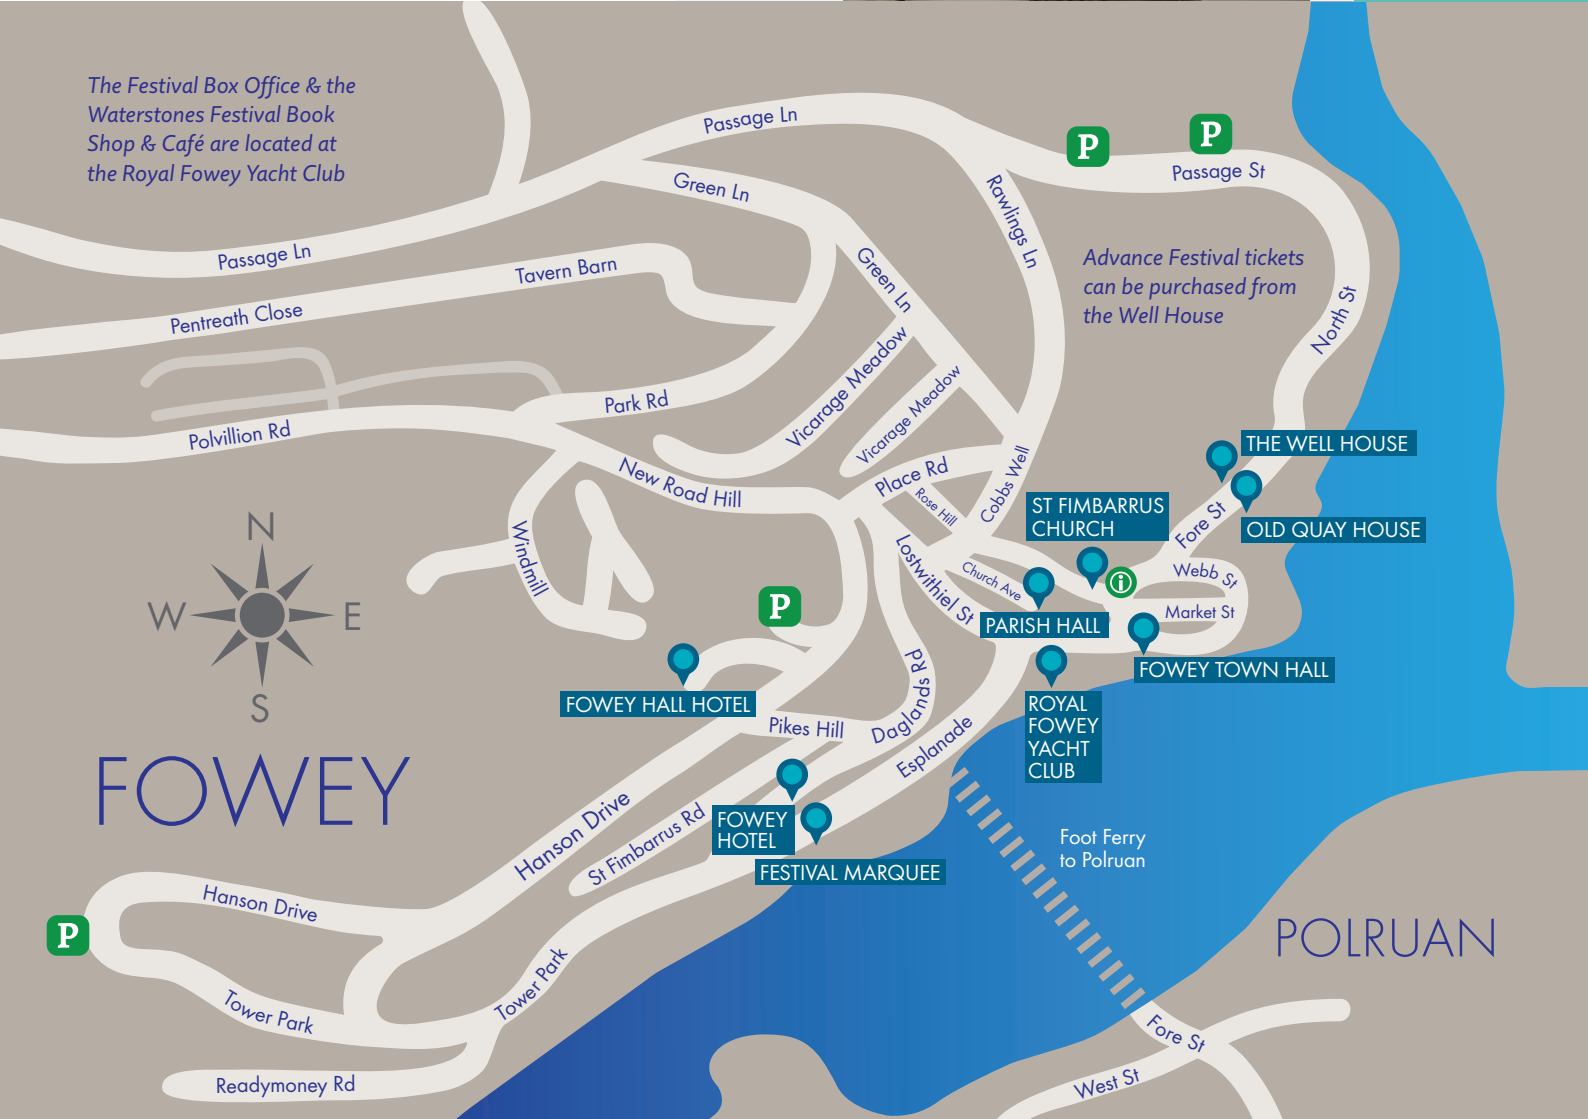 The Festival Box Office & the
Waterstones Festival Book
Shop & Café are located at
the Royal Fowey Yacht Club
Passage Ln
P
P
Passage St
Green Ln
Rawlings Ln
Passage Ln
Tavern Barn
Green Ln
Advance Festival tickets
can be purchased from
the Well House
Pentreath Close
North St
Vicarage Meadow
Vicarage Meadow
Park Rd
Polvillion Rd
THE WELL HOUSE
New Road Hill
Place Rd
Rose Hill
Cobbs Well
ST FIMBARRUS
CHURCH
Fore St
OLD QUAY HOUSE
N
W
E
S
Windmill
Lostwithiel St
Church Ave
i
Webb St
Market St
P
PARISH HALL
FOWEY TOWN HALL
FOWEY HALL HOTEL
Daglands Rd
Pikes Hill
Esplanade
ROYAL
FOWEY
YACHT
CLUB
FOWEY
Hanson Drive
St Fimbarrus Rd
FOWEY
HOTEL
FESTIVAL MARQUEE
Foot Ferry
to Polruan
Hanson Drive
P
POLRUAN
Tower Park
Tower Park
Fore St
Readymoney Rd
West St